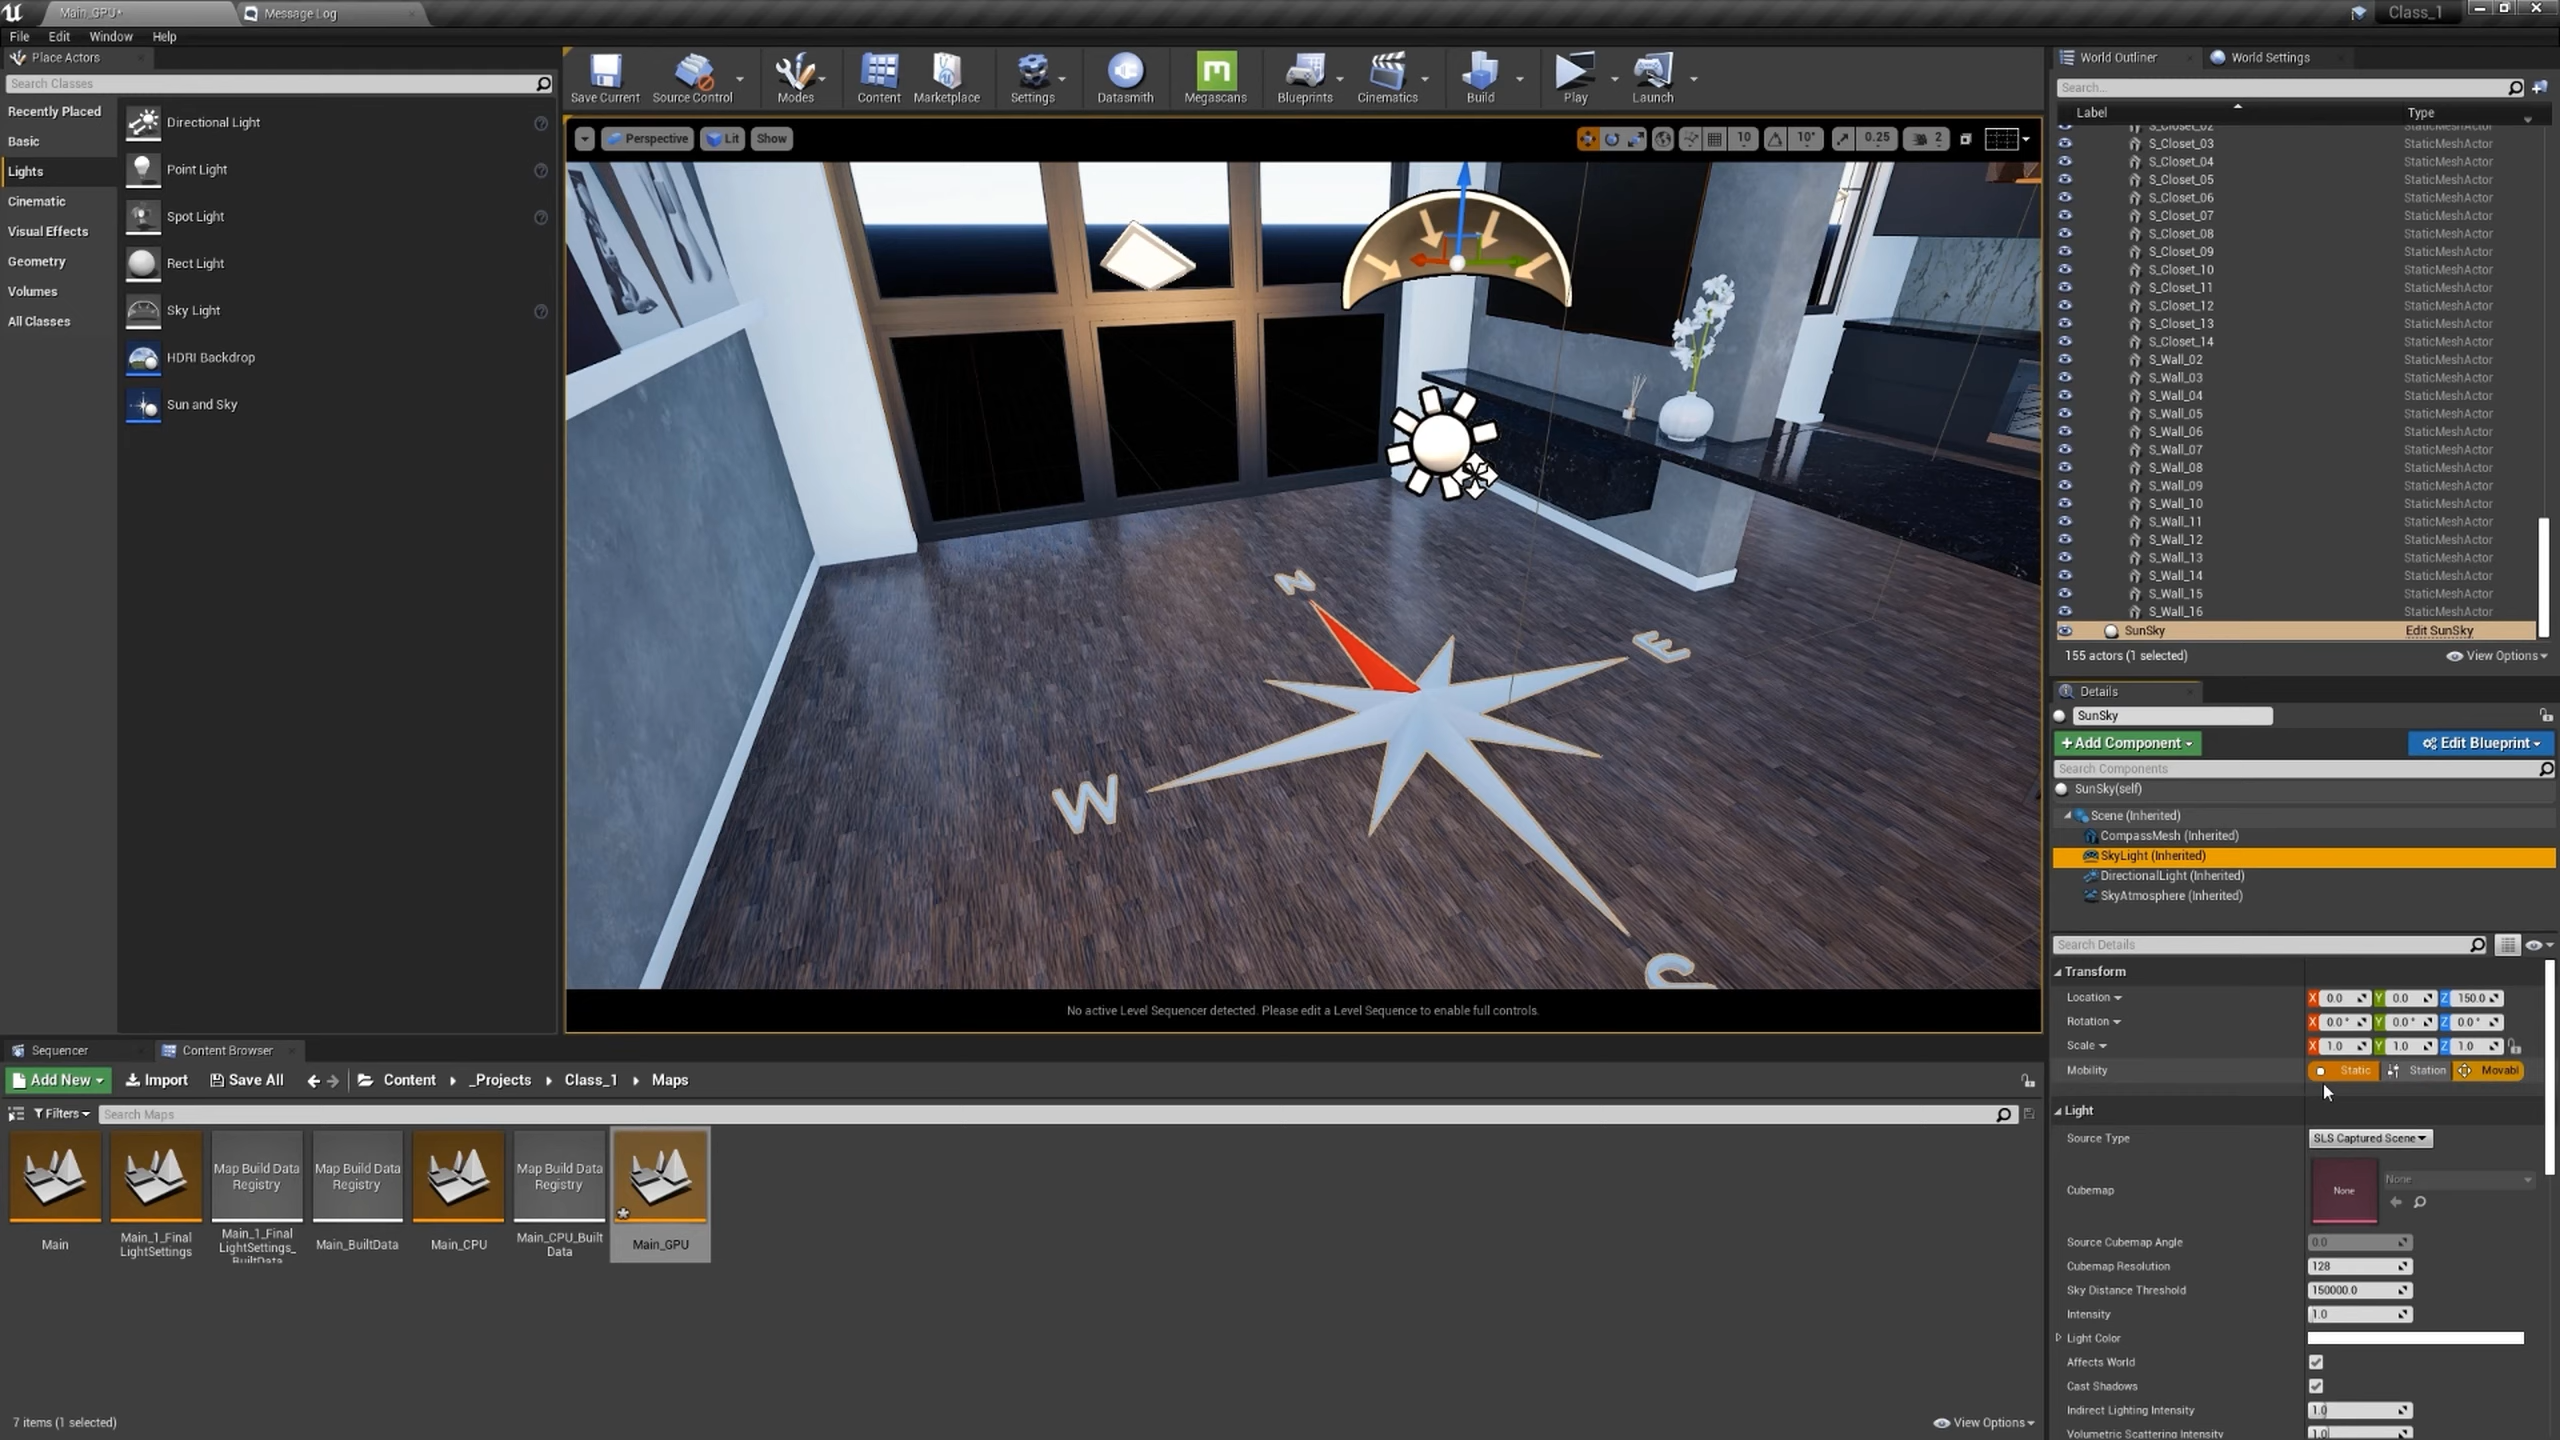 Main_GPU*
Message Log
Class_1
File Edit Window Help
Place Actors
Search Classes
Recently Placed
Basic
Lights
Cinematic
Visual Effects
Geometry
Volumes
All Classes
Directional Light
Point Light
Spot Light
Rect Light
Sky Light
HDRI Backdrop
Sun and Sky
Save Current
Source Control
Modes
Content
Marketplace
Settings
Datasmith
Megascans
Blueprints
Cinematics
Build
Play
Launch
Perspective Lit Show
10 10° 0.25 2
N
E
W
S
No active Level Sequencer detected. Please edit a Level Sequence to enable full controls.
World Outliner
World Settings
Search...
Label Type
S_Closet_02 StaticMeshActor
S_Closet_03 StaticMeshActor
S_Closet_04 StaticMeshActor
S_Closet_05 StaticMeshActor
S_Closet_06 StaticMeshActor
S_Closet_07 StaticMeshActor
S_Closet_08 StaticMeshActor
S_Closet_09 StaticMeshActor
S_Closet_10 StaticMeshActor
S_Closet_11 StaticMeshActor
S_Closet_12 StaticMeshActor
S_Closet_13 StaticMeshActor
S_Closet_14 StaticMeshActor
S_Wall_02 StaticMeshActor
S_Wall_03 StaticMeshActor
S_Wall_04 StaticMeshActor
S_Wall_05 StaticMeshActor
S_Wall_06 StaticMeshActor
S_Wall_07 StaticMeshActor
S_Wall_08 StaticMeshActor
S_Wall_09 StaticMeshActor
S_Wall_10 StaticMeshActor
S_Wall_11 StaticMeshActor
S_Wall_12 StaticMeshActor
S_Wall_13 StaticMeshActor
S_Wall_14 StaticMeshActor
S_Wall_15 StaticMeshActor
S_Wall_16 StaticMeshActor
SunSky Edit SunSky
155 actors (1 selected) View Options
Details
SunSky
+Add Component Edit Blueprint
Search Components
SunSky(self)
Scene (Inherited)
CompassMesh (Inherited)
SkyLight (Inherited)
DirectionalLight (Inherited)
SkyAtmosphere (Inherited)
Search Details
Transform
Location X 0.0 Y 0.0 Z 150.0
Rotation X 0.0° Y 0.0° Z 0.0°
Scale X 1.0 Y 1.0 Z 1.0
Mobility Static Station Movabl
Light
Source Type SLS Captured Scene
Cubemap None None
Source Cubemap Angle 0.0
Cubemap Resolution 128
Sky Distance Threshold 150000.0
Intensity 1.0
Light Color
Affects World
Cast Shadows
Indirect Lighting Intensity 1.0
Volumetric Scattering Intensity 1.0
Sequencer
Content Browser
Add New Import Save All Content _Projects Class_1 Maps
Filters Search Maps
Map Build Data Registry
Map Build Data Registry
Map Build Data Registry
Main
Main_1_Final LightSettings
Main_1_Final LightSettings_ BuiltData
Main_BuiltData
Main_CPU
Main_CPU_Built Data
Main_GPU
7 items (1 selected) View Options